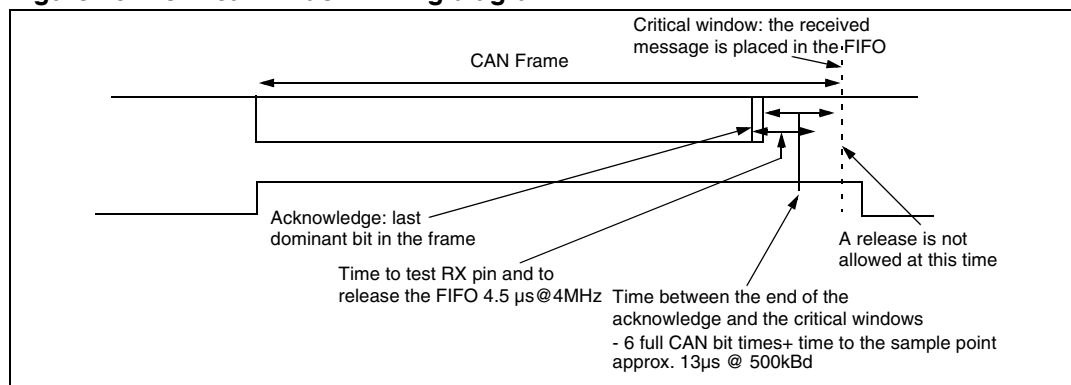 Critical window: the received
message is placed in the FIFO
CAN Frame
Acknowledge: last
dominant bit in the frame
A release is not
allowed at this time
Time to test RX pin and to
release the FIFO 4.5 µs@4MHz
Time between the end of the
acknowledge and the critical windows
- 6 full CAN bit times+ time to the sample point
approx. 13µs @ 500kBd